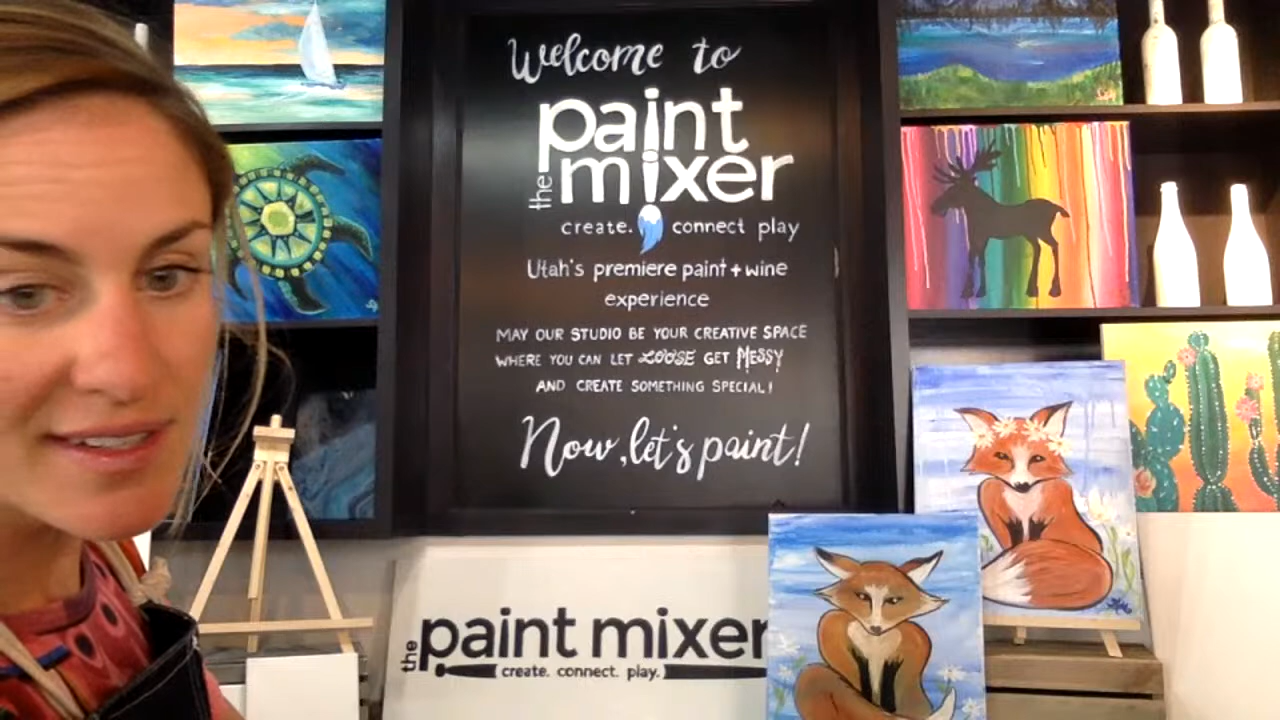 Welcome to
paint
the mixer
create. connect play
Utah's premiere paint + wine
experience
MAY OUR STUDIO BE YOUR CREATIVE SPACE
WHERE YOU CAN LET LOOSE GET MESSY
AND CREATE SOMETHING SPECIAL!
Now, let's paint!
the paint mixer
create. connect. play.